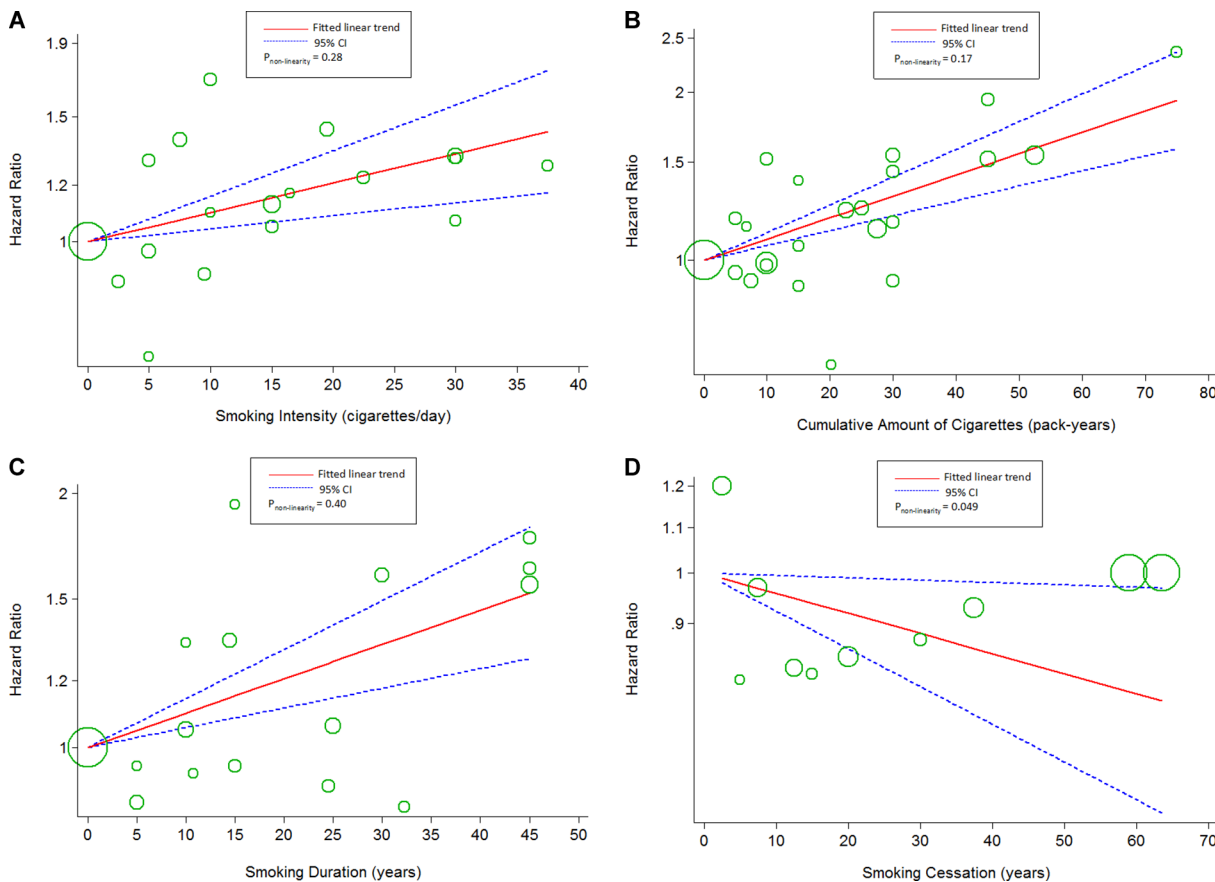 A
Fitted linear trend
95% CI
Pnon-linearity = 0.28
1.9
1.5
1.2
1
Hazard Ratio
0 5 10 15 20 25 30 35 40
Smoking Intensity (cigarettes/day)
B
Fitted linear trend
95% CI
Pnon-linearity = 0.17
2.5
2
1.5
1
Hazard Ratio
0 10 20 30 40 50 60 70 80
Cumulative Amount of Cigarettes (pack-years)
C
Fitted linear trend
95% CI
Pnon-linearity = 0.40
2
1.5
1.2
1
Hazard Ratio
0 5 10 15 20 25 30 35 40 45 50
Smoking Duration (years)
D
Fitted linear trend
95% CI
Pnon-linearity = 0.049
1.2
1.1
1
.9
Hazard Ratio
0 10 20 30 40 50 60 70
Smoking Cessation (years)